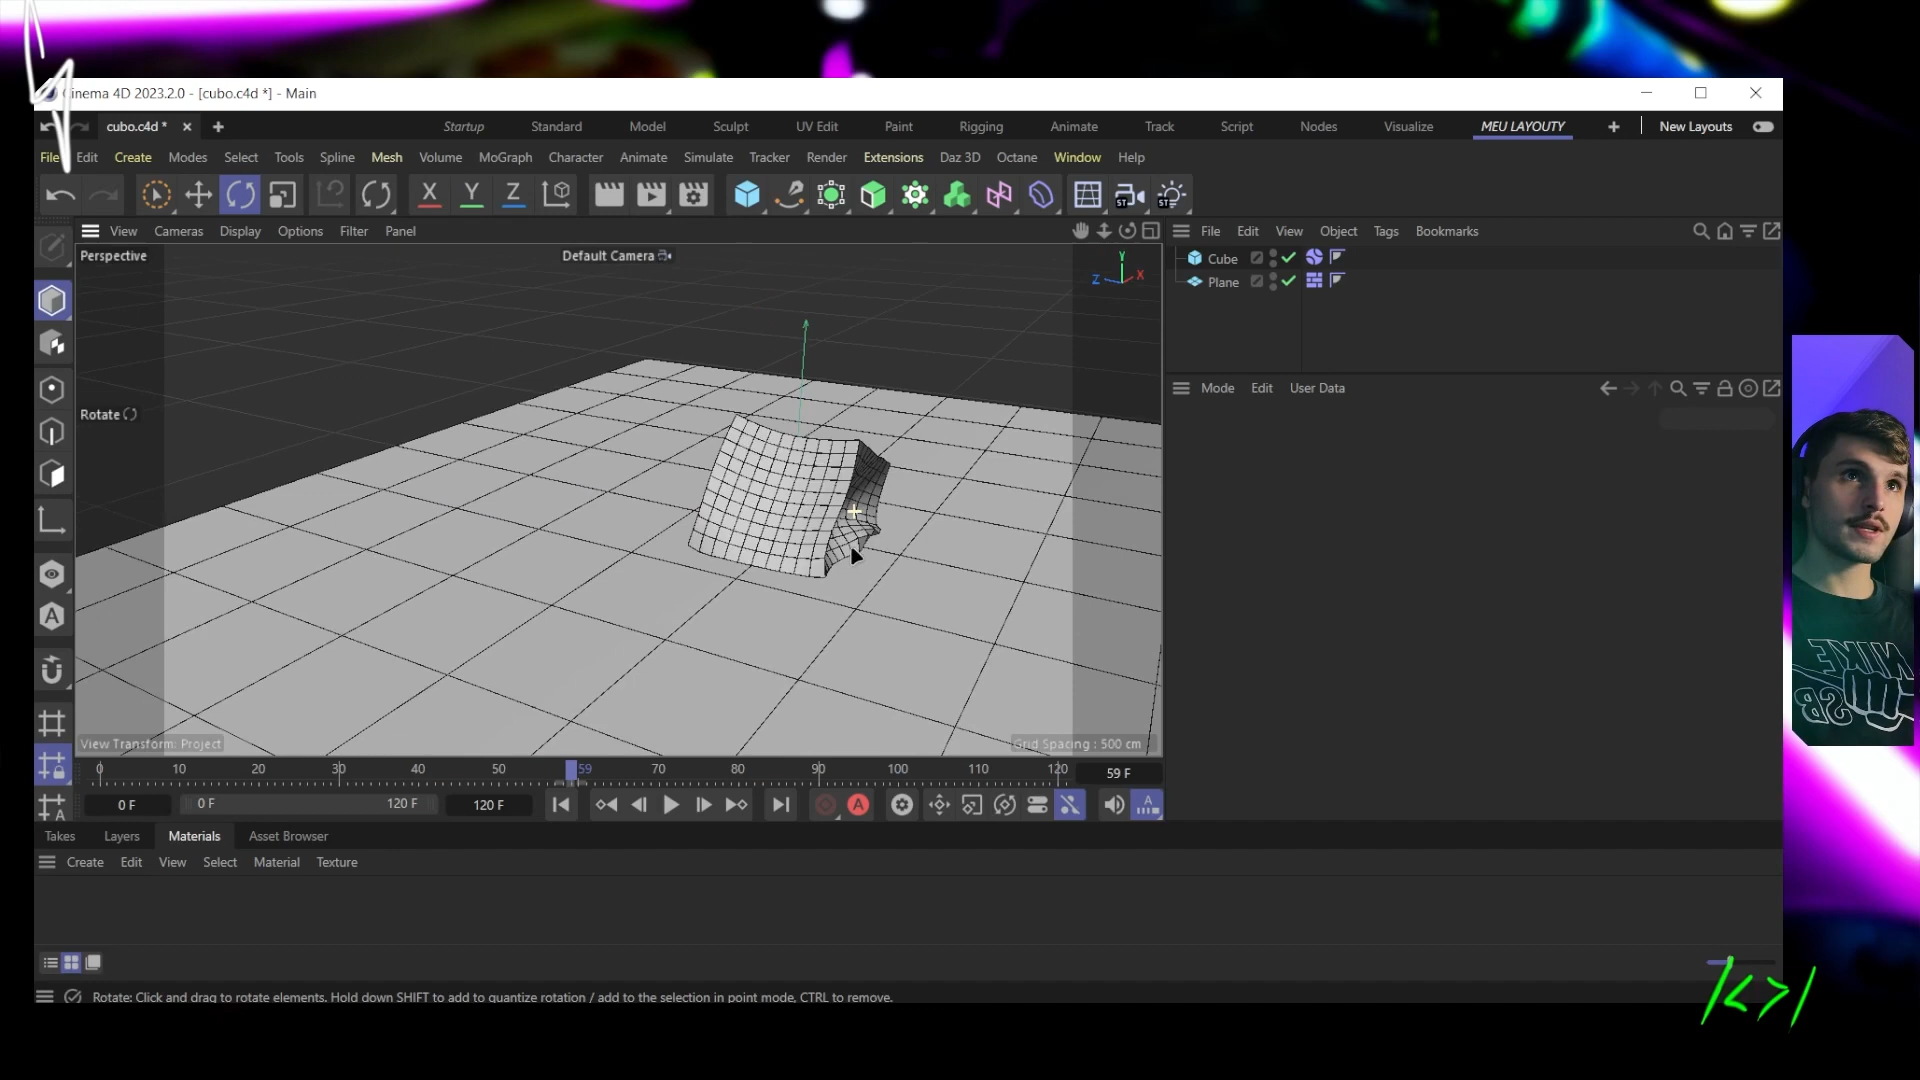 Cinema 4D 2023.2.0 - [cubo.c4d *] - Main
cubo.c4d *
Startup Standard Model Sculpt UV Edit Paint Rigging Animate Track Script Nodes Visualize MEU LAYOUTY New Layouts
File Edit Create Modes Select Tools Spline Mesh Volume MoGraph Character Animate Simulate Tracker Render Extensions Daz 3D Octane Window Help
X Y Z ST ST
View Cameras Display Options Filter Panel
File Edit View Object Tags Bookmarks
Perspective
Default Camera
Y
Z X
Cube
Plane
Mode Edit User Data
Rotate
View Transform: Project
Grid Spacing : 500 cm
0 10 20 30 40 50 59 70 80 90 100 110 120
59 F
0 F 0 F 120 F 120 F
A
Takes Layers Materials Asset Browser
Create Edit View Select Material Texture
Rotate: Click and drag to rotate elements. Hold down SHIFT to add to quantize rotation / add to the selection in point mode, CTRL to remove.
NIKE
SB